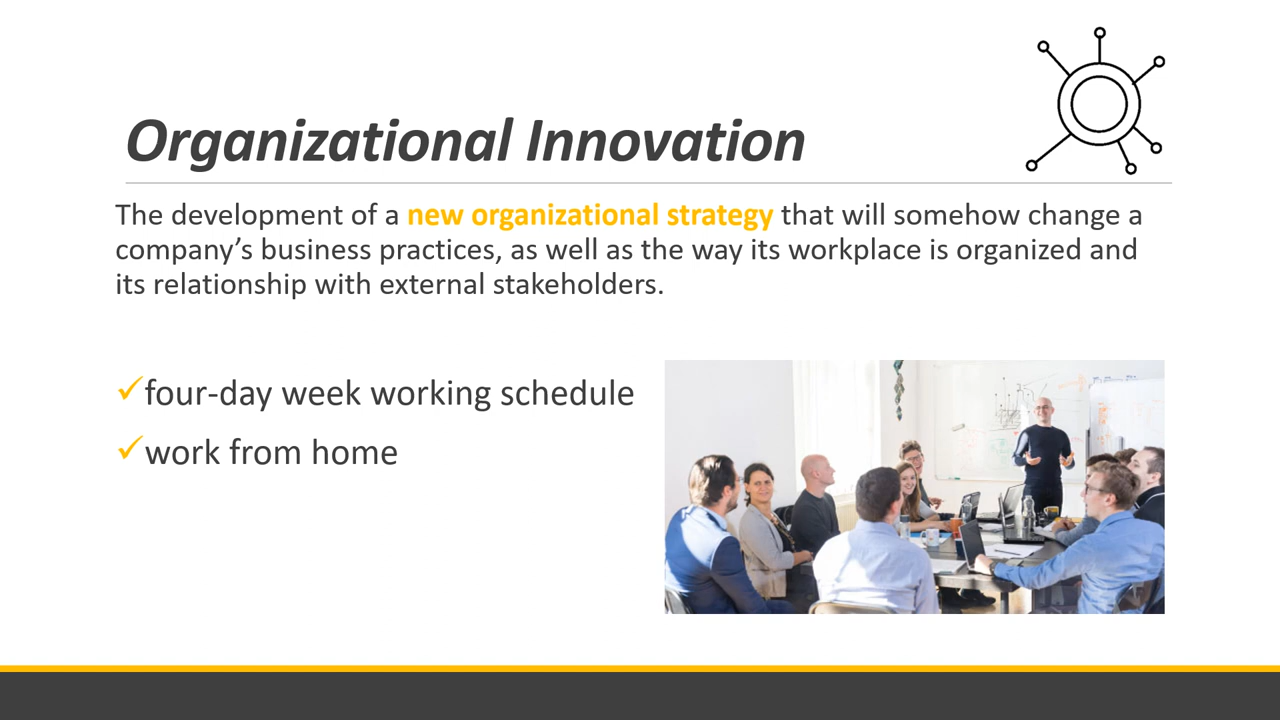 Organizational Innovation
The development of a new organizational strategy that will somehow change a
company’s business practices, as well as the way its workplace is organized and
its relationship with external stakeholders.
✓four-day week working schedule
✓work from home